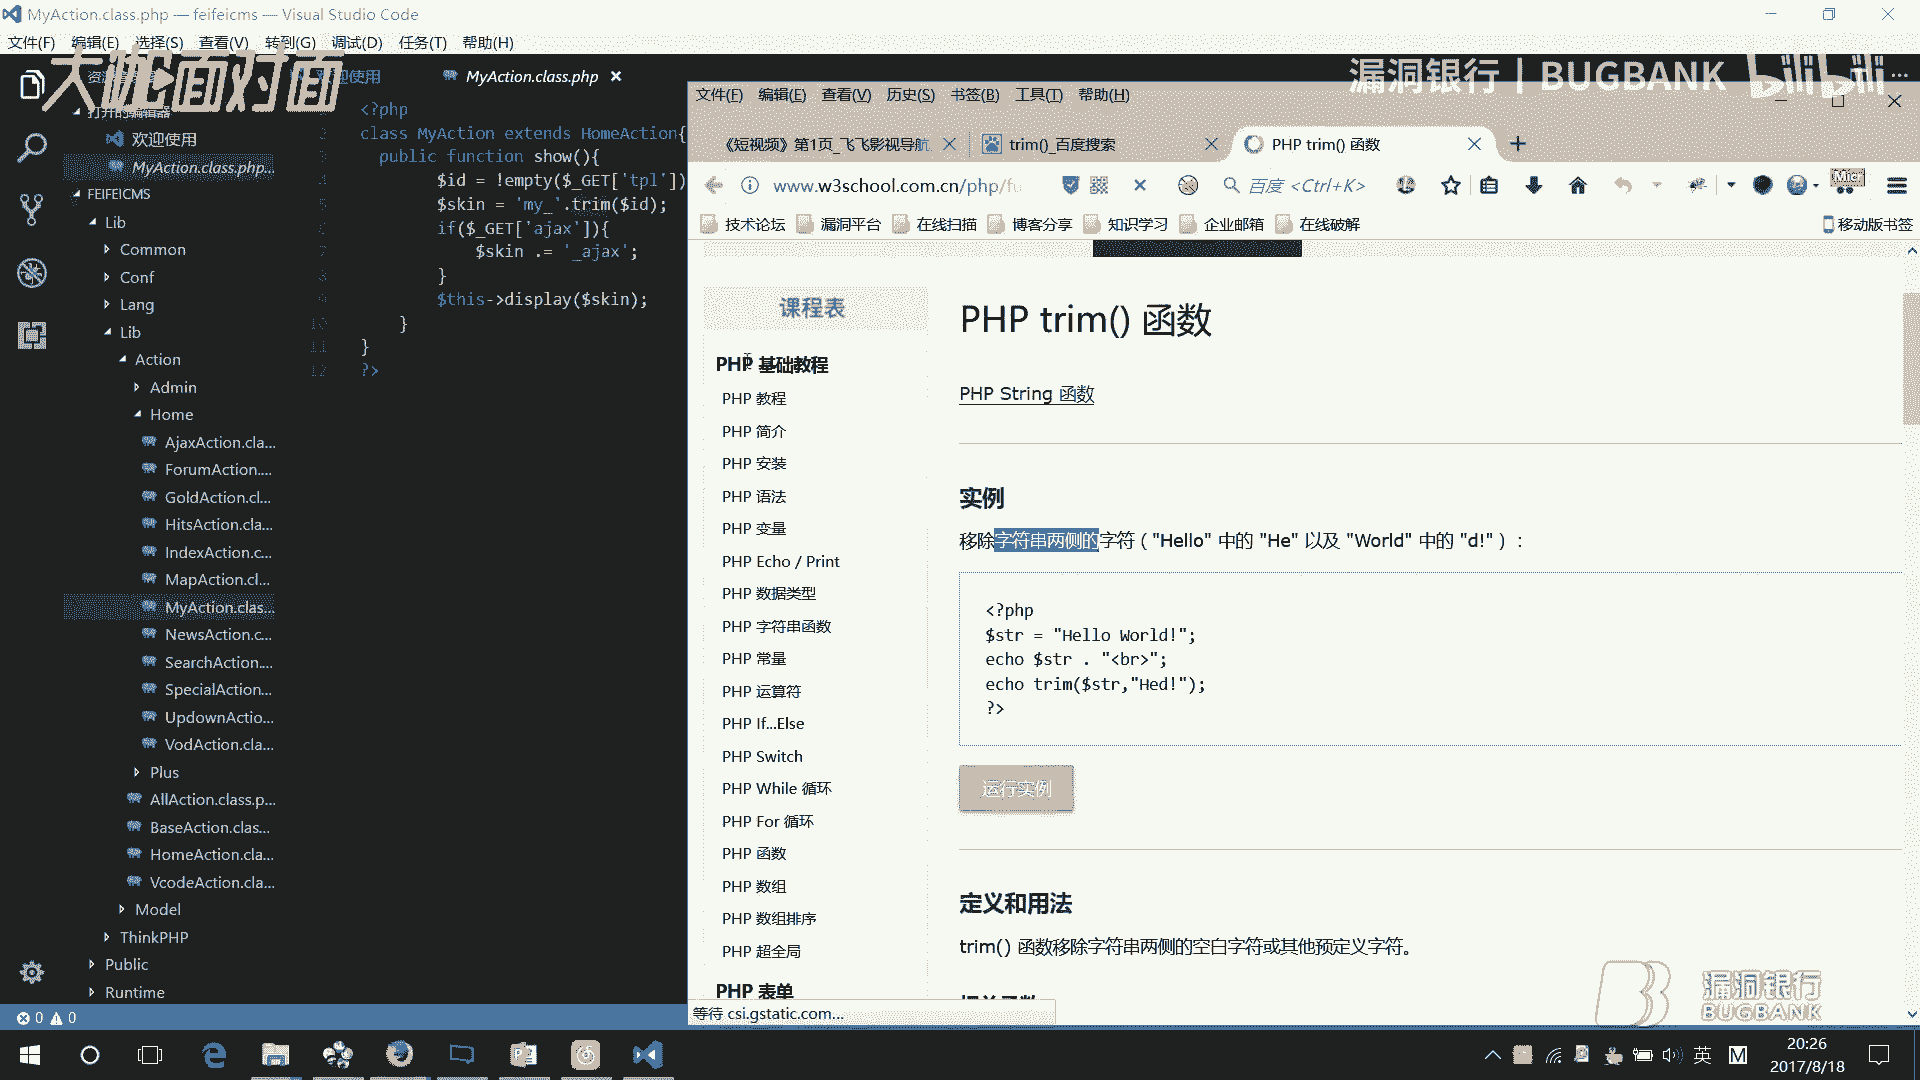 MyAction.class.php — feifeicms — Visual Studio Code
文件(F) 编辑(E) 选择(S) 查看(V) 转到(G) 调试(D) 任务(T) 帮助(H)
面对面
漏洞银行 | BUGBANK bilibili
打开的编辑器
欢迎使用
MyAction.class.php...
FEIFEICMS
Lib
Common
Conf
Lang
Lib
Action
Admin
Home
AjaxAction.cla...
ForumAction....
GoldAction.cl...
HitsAction.cla...
IndexAction.c...
MapAction.cl...
MyAction.clas...
NewsAction.c...
SearchAction....
SpecialAction...
UpdownActio...
VodAction.cla...
Plus
AllAction.class.p...
BaseAction.clas...
HomeAction.cla...
VcodeAction.cla...
Model
ThinkPHP
Public
Runtime
0 0
MyAction.class.php
<?php
class MyAction extends HomeAction{
public function show(){
$id = !empty($_GET['tpl'])
$skin = 'my_'.trim($id);
if($_GET['ajax']){
$skin .= '_ajax';
}
$this->display($skin);
}
}
?>
文件(F) 编辑(E) 查看(V) 历史(S) 书签(B) 工具(T) 帮助(H)
《短视频》第1页_飞飞影视导航 trim()_百度搜索 PHP trim() 函数
www.w3school.com.cn/php/fu 百度 <Ctrl+K>
技术论坛 漏洞平台 在线扫描 博客分享 知识学习 企业邮箱 在线破解 移动版书签
课程表
PHP 基础教程
PHP 教程
PHP 简介
PHP 安装
PHP 语法
PHP 变量
PHP Echo / Print
PHP 数据类型
PHP 字符串函数
PHP 常量
PHP 运算符
PHP If...Else
PHP Switch
PHP While 循环
PHP For 循环
PHP 函数
PHP 数组
PHP 数组排序
PHP 超全局
PHP 表单
等待 csi.gstatic.com...
PHP trim() 函数
PHP String 函数
实例
移除字符串两侧的字符（"Hello" 中的 "He" 以及 "World" 中的 "d!"）：
<?php
$str = "Hello World!";
echo $str . "<br>";
echo trim($str,"Hed!");
?>
运行实例
定义和用法
trim() 函数移除字符串两侧的空白字符或其他预定义字符。
漏洞银行
BUGBANK
英 M
20:26
2017/8/18